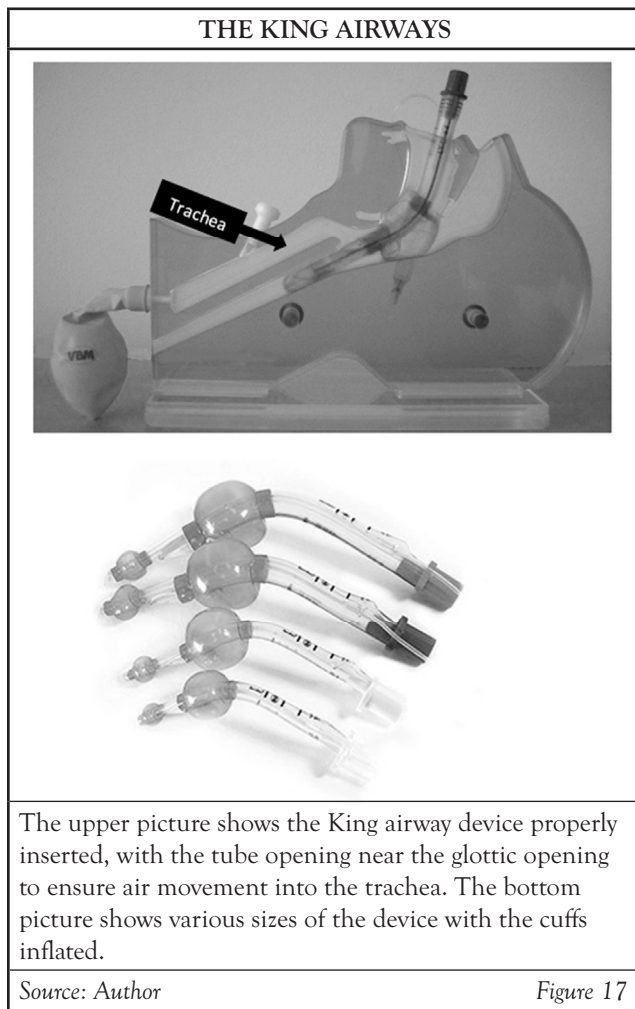 THE KING AIRWAYS
Trachea
VBM
The upper picture shows the King airway device properly
inserted, with the tube opening near the glottic opening
to ensure air movement into the trachea. The bottom
picture shows various sizes of the device with the cuffs
inflated.
Source: Author Figure 17